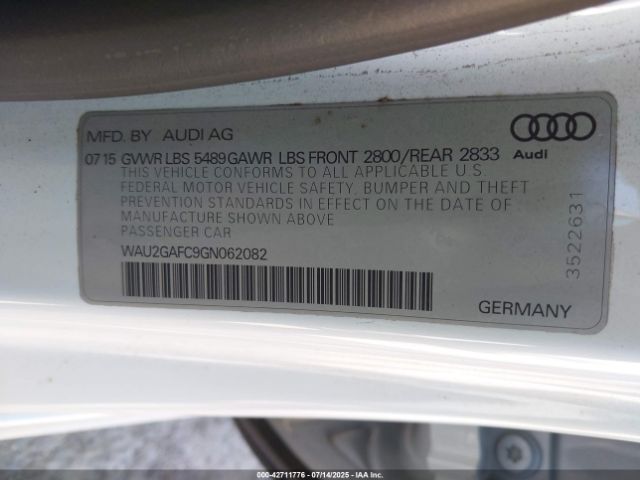 MFD. BY AUDI AG
0715 GVWR LBS 5489 GAWR LBS FRONT 2800/REAR 2833
Audi
THIS VEHICLE CONFORMS TO ALL APPLICABLE U.S.
FEDERAL MOTOR VEHICLE SAFETY, BUMPER AND THEFT
PREVENTION STANDARDS IN EFFECT ON THE DATE OF
MANUFACTURE SHOWN ABOVE
PASSENGER CAR
WAU2GAFC9GN062082
3522631
GERMANY
000-42711776 - 07/14/2025 - IAA Inc.